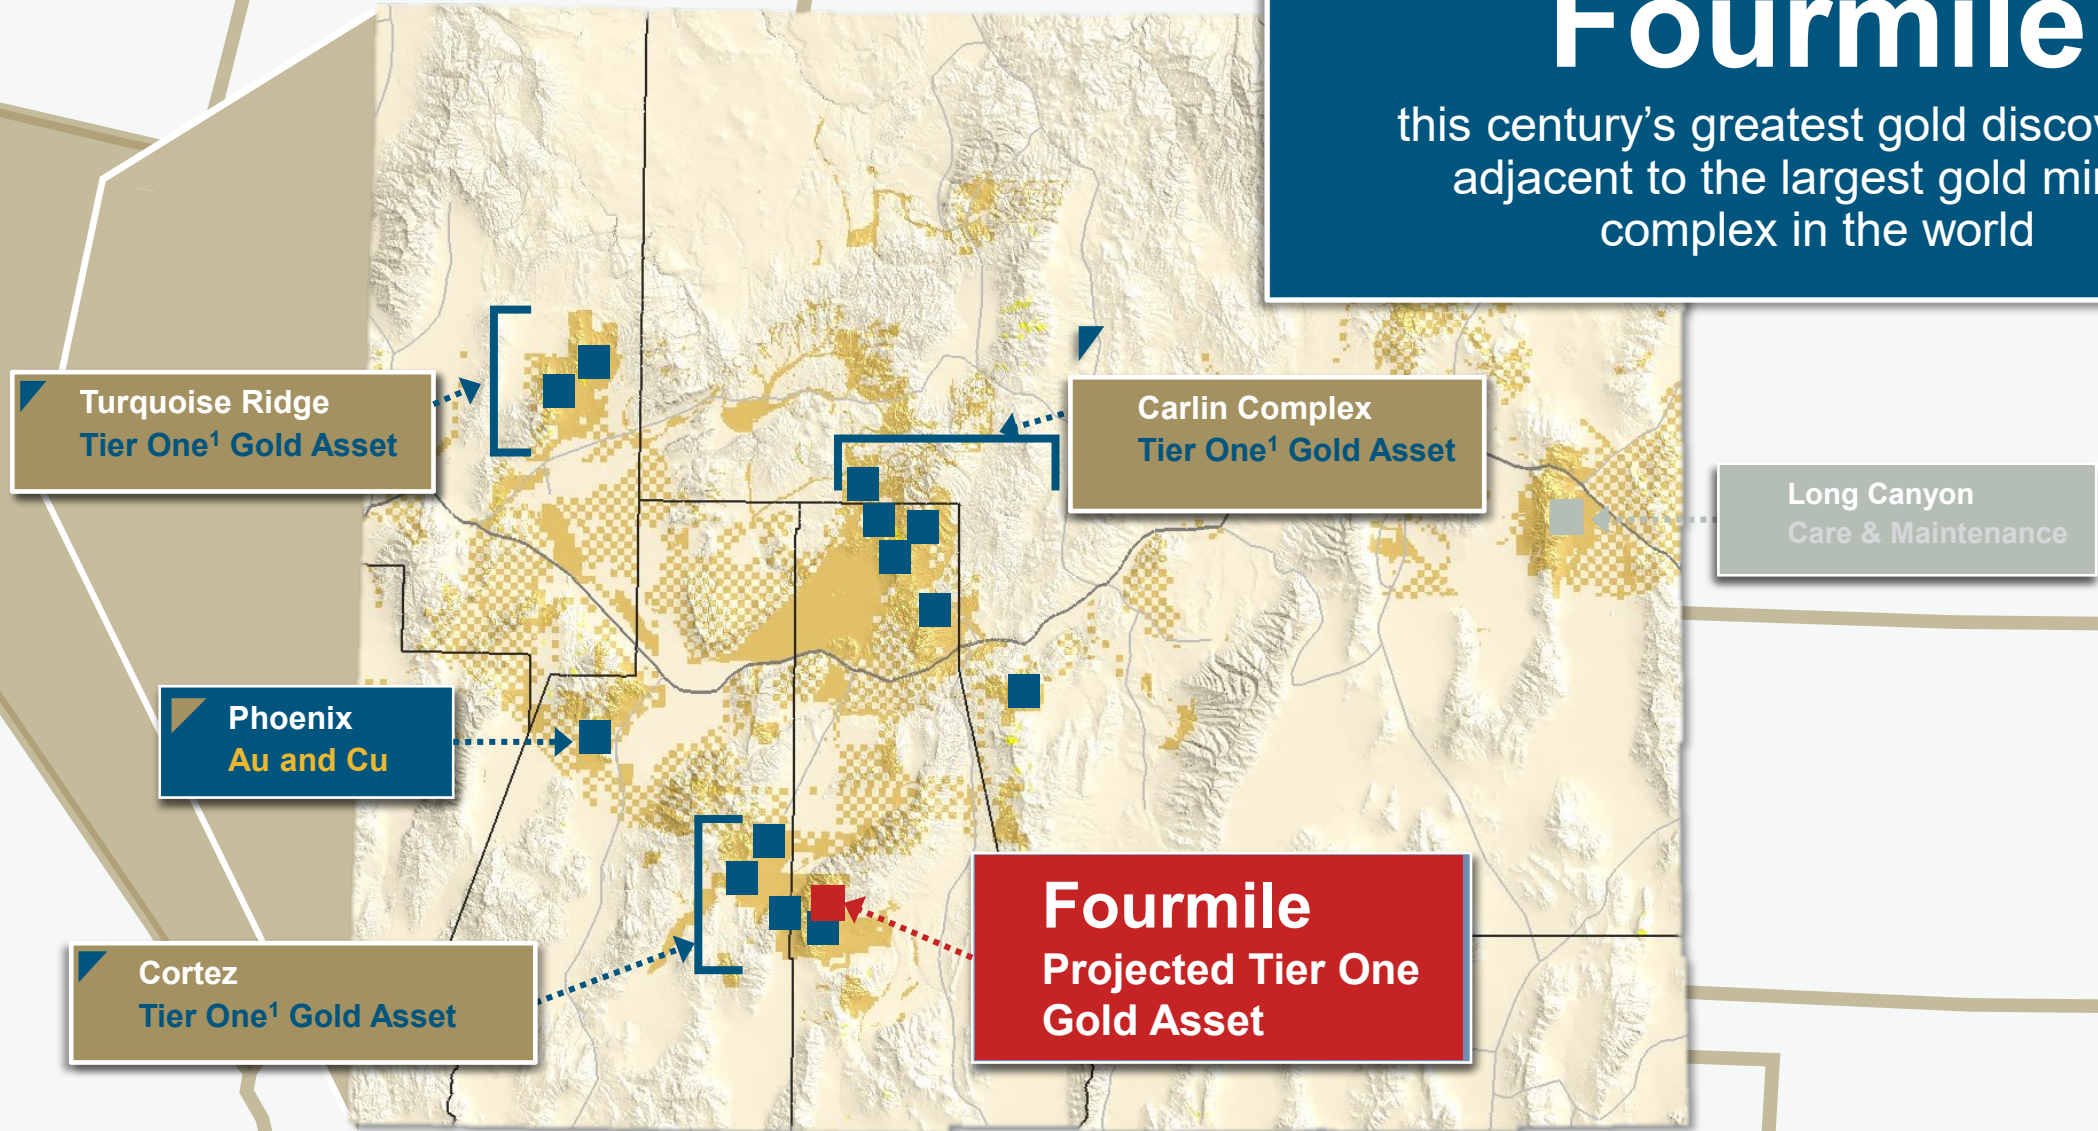 Fourmile
this century's greatest gold
adjacent to the largest gold
complex in the world
Turquoise Ridge
Tier One¹ Gold Asset
Carlin Complex
Tier One¹ Gold Asset
Long Canyon
Care & Maintenance
Phoenix
Au and Cu
Fourmile
Projected Tier One
Gold Asset
Cortez
Tier One¹ Gold Asset